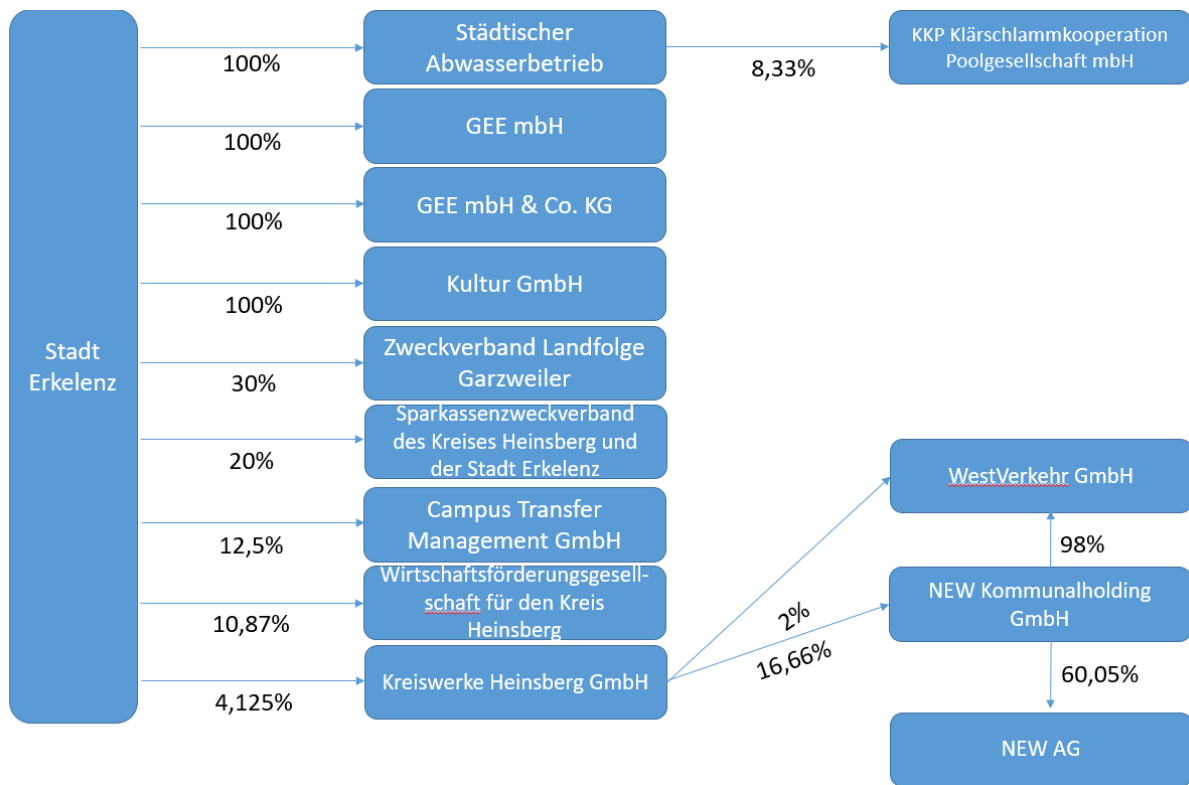 Stadt
Erkelenz
100%
Städtischer
Abwasserbetrieb
8,33%
KKP Klärschlammkooperation
Poolgesellschaft mbH
100%
GEE mbH
100%
GEE mbH & Co. KG
100%
Kultur GmbH
30%
Zweckverband Landfolge
Garzweiler
20%
Sparkassenzweckverband
des Kreises Heinsberg und
der Stadt Erkelenz
12,5%
Campus Transfer
Management GmbH
10,87%
Wirtschaftsförderungsgesell-
schaft für den Kreis
Heinsberg
4,125%
Kreiswerke Heinsberg GmbH
2%
16,66%
WestVerkehr GmbH
98%
NEW Kommunalholding
GmbH
60,05%
NEW AG